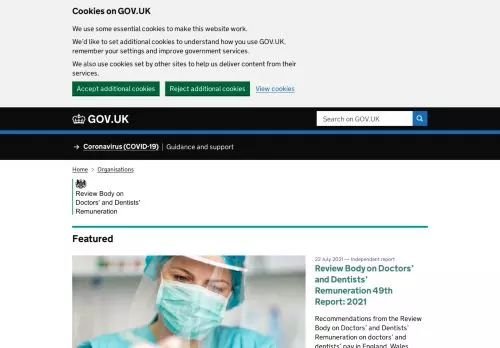 Cookies on GOV.UK
We use some essential cookies to make this website work.
We'd like to set additional cookies to understand how you use GOV.UK,
remember your settings and improve government services.
We also use cookies set by other sites to help us deliver content from their
services.
Accept additional cookies Reject additional cookies View cookies
GOV.UK Search on GOV.UK
→ Coronavirus (COVID-19) | Guidance and support
Home > Organisations
Review Body on
Doctors' and Dentists'
Remuneration
Featured
22 July 2021 — Independent report
Review Body on Doctors'
and Dentists'
Remuneration 49th
Report: 2021
Recommendations from the Review
Body on Doctors' and Dentists'
Remuneration on doctors' and
dentists' pay in England, Wales